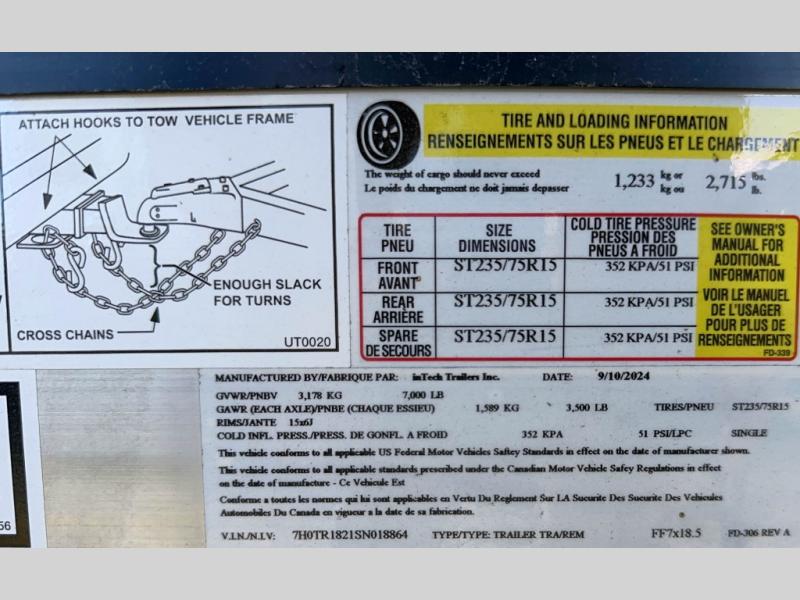 ATTACH HOOKS TO TOW VEHICLE FRAME
ENOUGH SLACK
FOR TURNS
CROSS CHAINS
UT0020
TIRE AND LOADING INFORMATION
RENSEIGNEMENTS SUR LES PNEUS ET LE CHARGEMENT
The weight of cargo should never exceed 1,233 kg or 2,715 lbs.
Le poids du chargement ne doit jamais depasser kg ou lb.
TIRE SIZE COLD TIRE PRESSURE
PNEU DIMENSIONS PRESSION DES
PNEUS A FROID
FRONT ST235/75R15 352 KPA/51 PSI
AVANT
REAR ST235/75R15 352 KPA/51 PSI
ARRIÈRE
SPARE ST235/75R15 352 KPA/51 PSI
DE SECOURS
SEE OWNER'S
MANUAL FOR
ADDITIONAL
INFORMATION
VOIR LE MANUEL
DE L'USAGER
POUR PLUS DE
RENSEIGNEMENTS
FD-339
MANUFACTURED BY/FABRIQUE PAR: inTech Trailers Inc. DATE: 9/10/2024
GVWR/PNBV 3,178 KG 7,000 LB
GAWR (EACH AXLE)/PNBE (CHAQUE ESSIEU) 1,589 KG 3,500 LB TIRES/PNEU ST235/75R15
RIMS/JANTE 15x6J
COLD INFL. PRESS./PRESS. DE GONFL. A FROID 352 KPA 51 PSI/LPC SINGLE
This vehicle conforms to all applicable US Federal Motor Vehicles Saftey Standards in effect on the date of manufacturer shown.
This vehicle conforms to all applicable standards prescribed under the Canadian Motor Vehicle Safey Regulations in effect
on the date of manufacture - Ce Vehicule Est
Conforme a toutes les normes qui lui sont applicables en Vertu Du Reglement Sur LA Sucurite Des Sucurite Des Vehicules
Automobiles Du Canada en vigueur a la date de sa fabrication.
V.I.N./N.I.V: 7H0TR1821SN018864 TYPE/TYPE: TRAILER TRA/REM FF7x18.5 FD-306 REV A
56